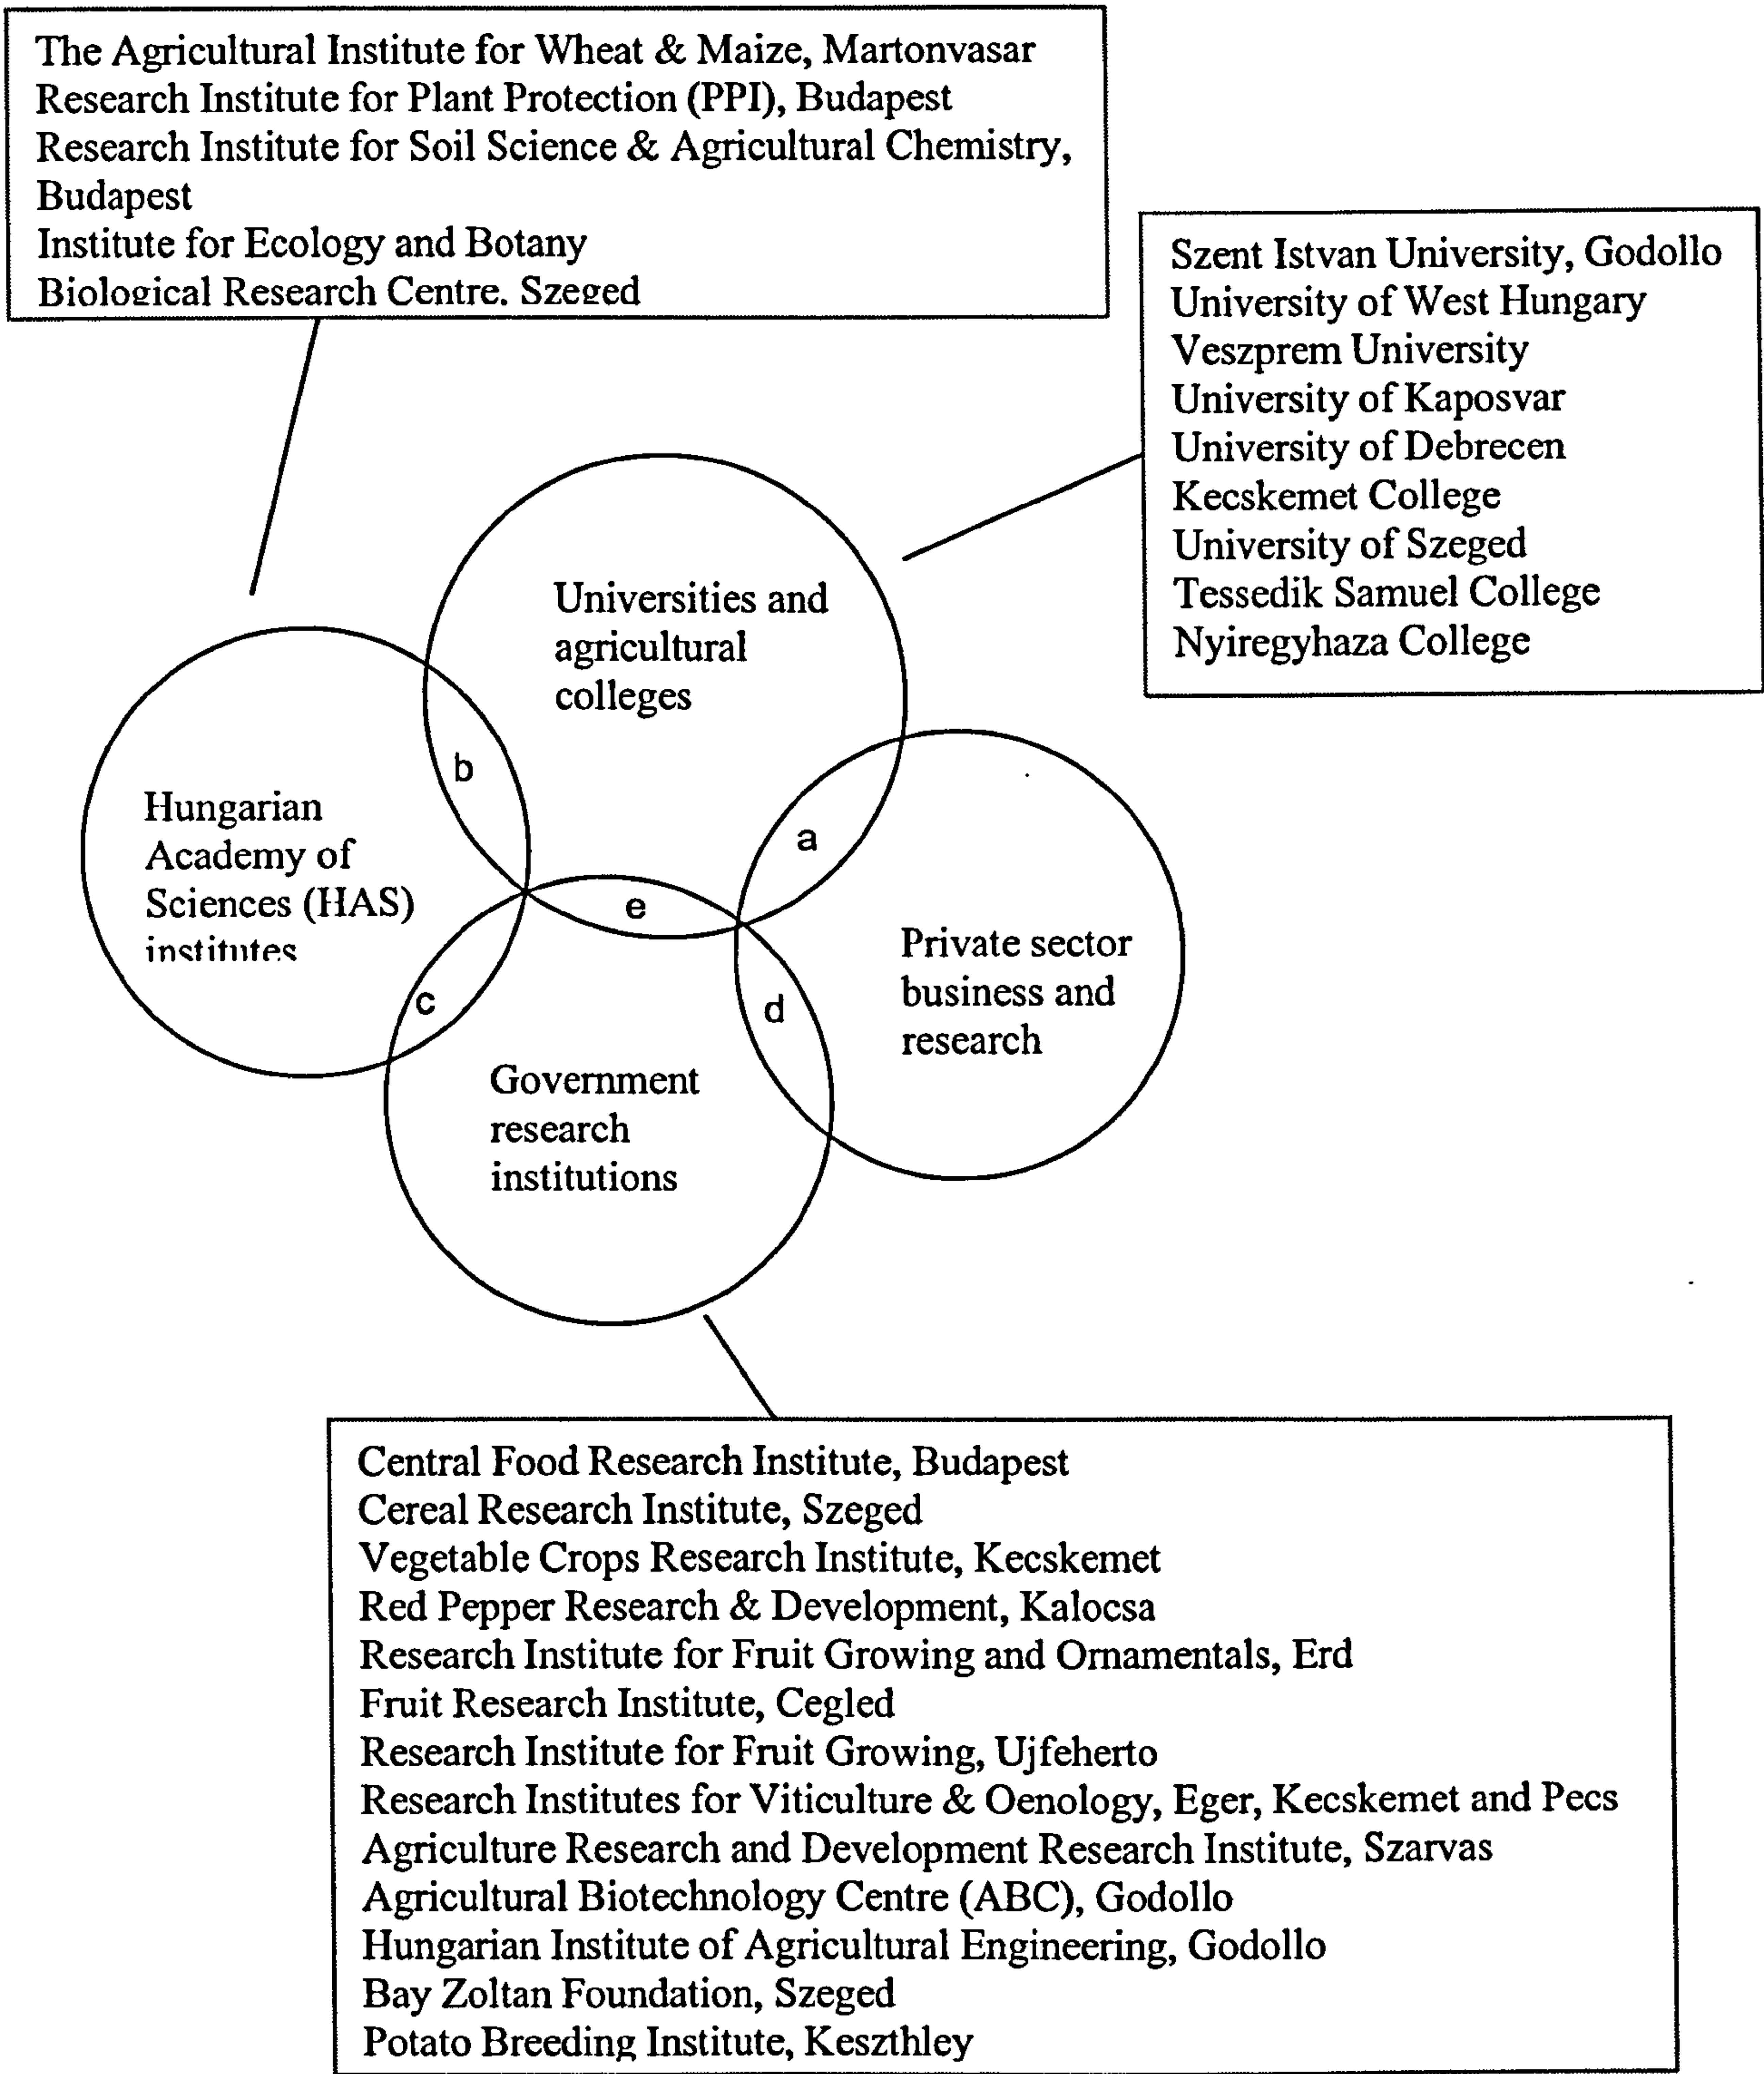 The Agricultural Institute for Wheat & Maize, Martonvasar
Research Institute for Plant Protection (PPI), Budapest
Research Institute for Soil Science & Agricultural Chemistry,
Budapest
Institute for Ecology and Botany
Biological Research Centre. Szeged
Szent Istvan University, Godollo
University of West Hungary
Veszprem University
University of Kaposvar
University of Debrecen
Kecskemet College
University of Szeged
Tessedik Samuel College
Nyiregyhaza College
Universities and
agricultural
colleges
b
Hungarian
Academy of
Sciences (HAS)
institutes
a
e
Private sector
business and
research
c
d
Government
research
institutions
Central Food Research Institute, Budapest
Cereal Research Institute, Szeged
Vegetable Crops Research Institute, Kecskemet
Red Pepper Research & Development, Kalocsa
Research Institute for Fruit Growing and Ornamentals, Erd
Fruit Research Institute, Cegled
Research Institute for Fruit Growing, Ujfeherto
Research Institutes for Viticulture & Oenology, Eger, Kecskemet and Pecs
Agriculture Research and Development Research Institute, Szarvas
Agricultural Biotechnology Centre (ABC), Godollo
Hungarian Institute of Agricultural Engineering, Godollo
Bay Zoltan Foundation, Szeged
Potato Breeding Institute, Keszthley